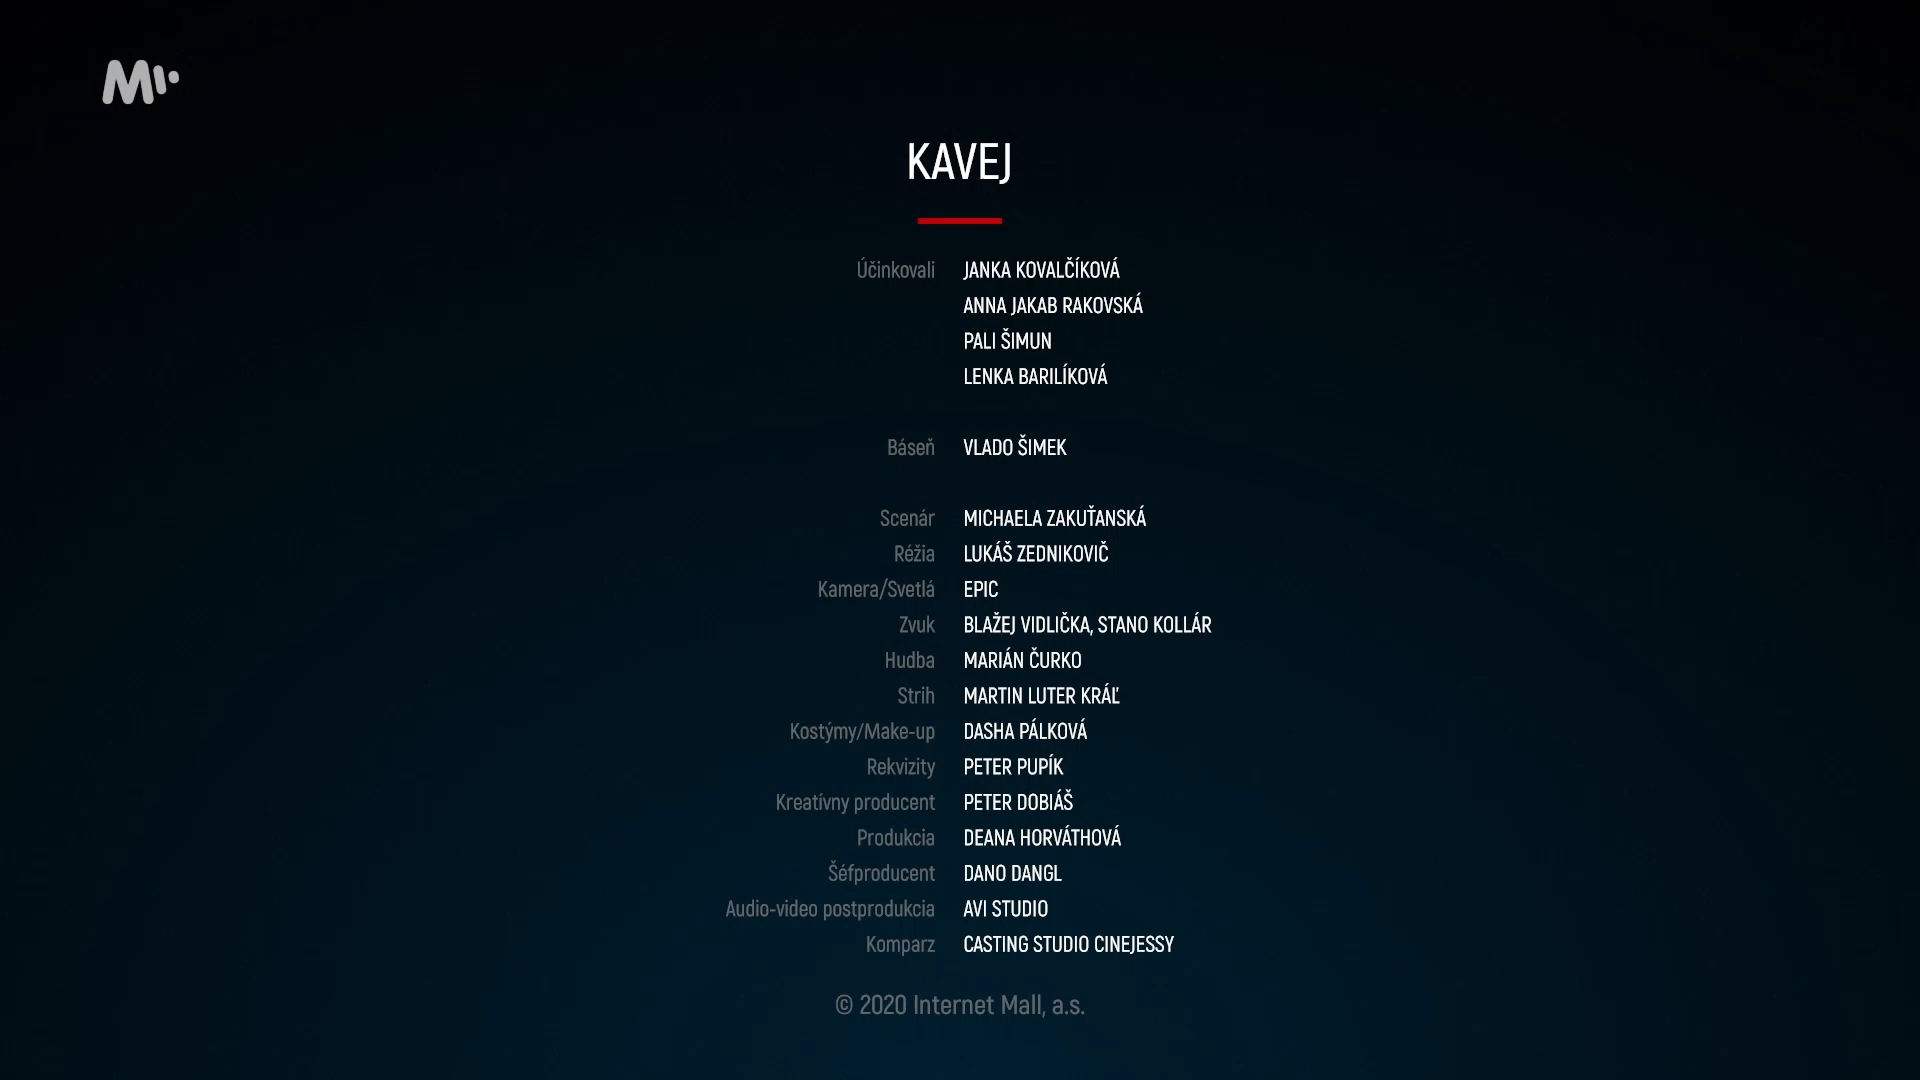 KAVEJ
Účinkovali JANKA KOVALČÍKOVÁ
ANNA JAKAB RAKOVSKÁ
PALI ŠIMUN
LENKA BARILÍKOVÁ
Báseň VLADO ŠIMEK
Scenár MICHAELA ZAKUŤANSKÁ
Réžia LUKÁŠ ZEDNIKOVIČ
Kamera/Svetlá EPIC
Zvuk BLAŽEJ VIDLIČKA, STANO KOLLÁR
Hudba MARIÁN ČURKO
Strih MARTIN LUTER KRÁĽ
Kostýmy/Make-up DASHA PÁLKOVÁ
Rekvizity PETER PUPÍK
Kreatívny producent PETER DOBIÁŠ
Produkcia DEANA HORVÁTHOVÁ
Šéfproducent DANO DANGL
Audio-video postprodukcia AVI STUDIO
Komparz CASTING STUDIO CINEJESSY
© 2020 Internet Mall, a.s.